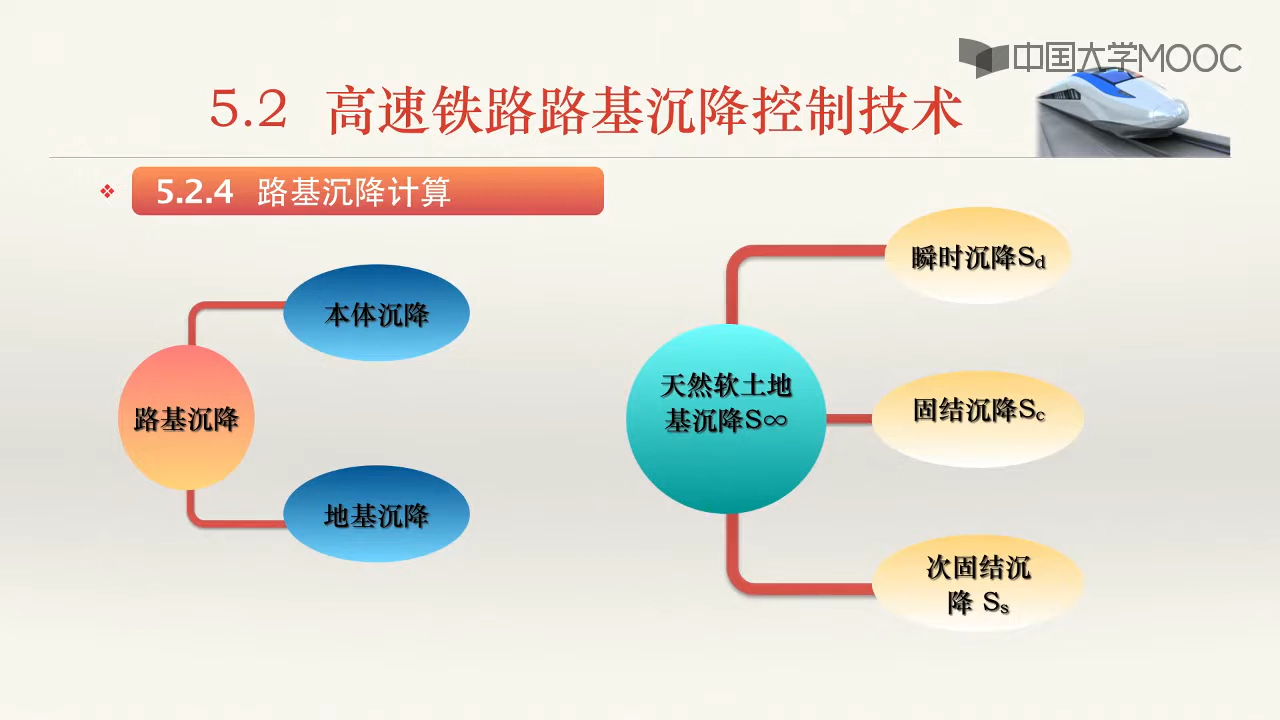 中国大学MOOC
5.2 高速铁路路基沉降控制技术
5.2.4 路基沉降计算
本体沉降
路基沉降
地基沉降
瞬时沉降Sd
天然软土地
基沉降S∞
固结沉降Sc
次固结沉
降 Ss